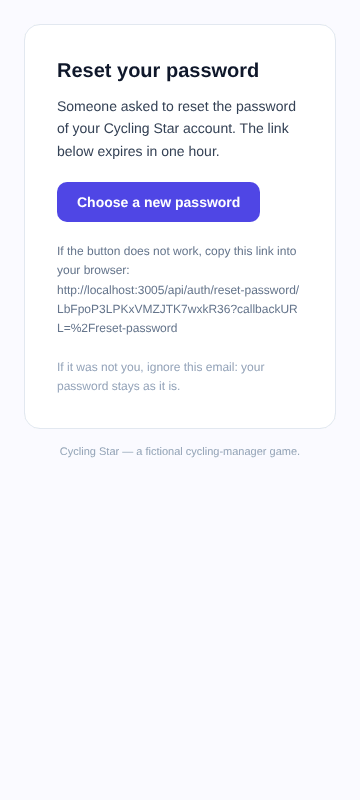 Reset your password
Someone asked to reset the password
of your Cycling Star account. The link
below expires in one hour.
Choose a new password
If the button does not work, copy this link into
your browser:
http://localhost:3005/api/auth/reset-password/
LbFpoP3LPKxVMZJTK7wxkR36?callbackUR
L=%2Freset-password
If it was not you, ignore this email: your
password stays as it is.
Cycling Star — a fictional cycling-manager game.